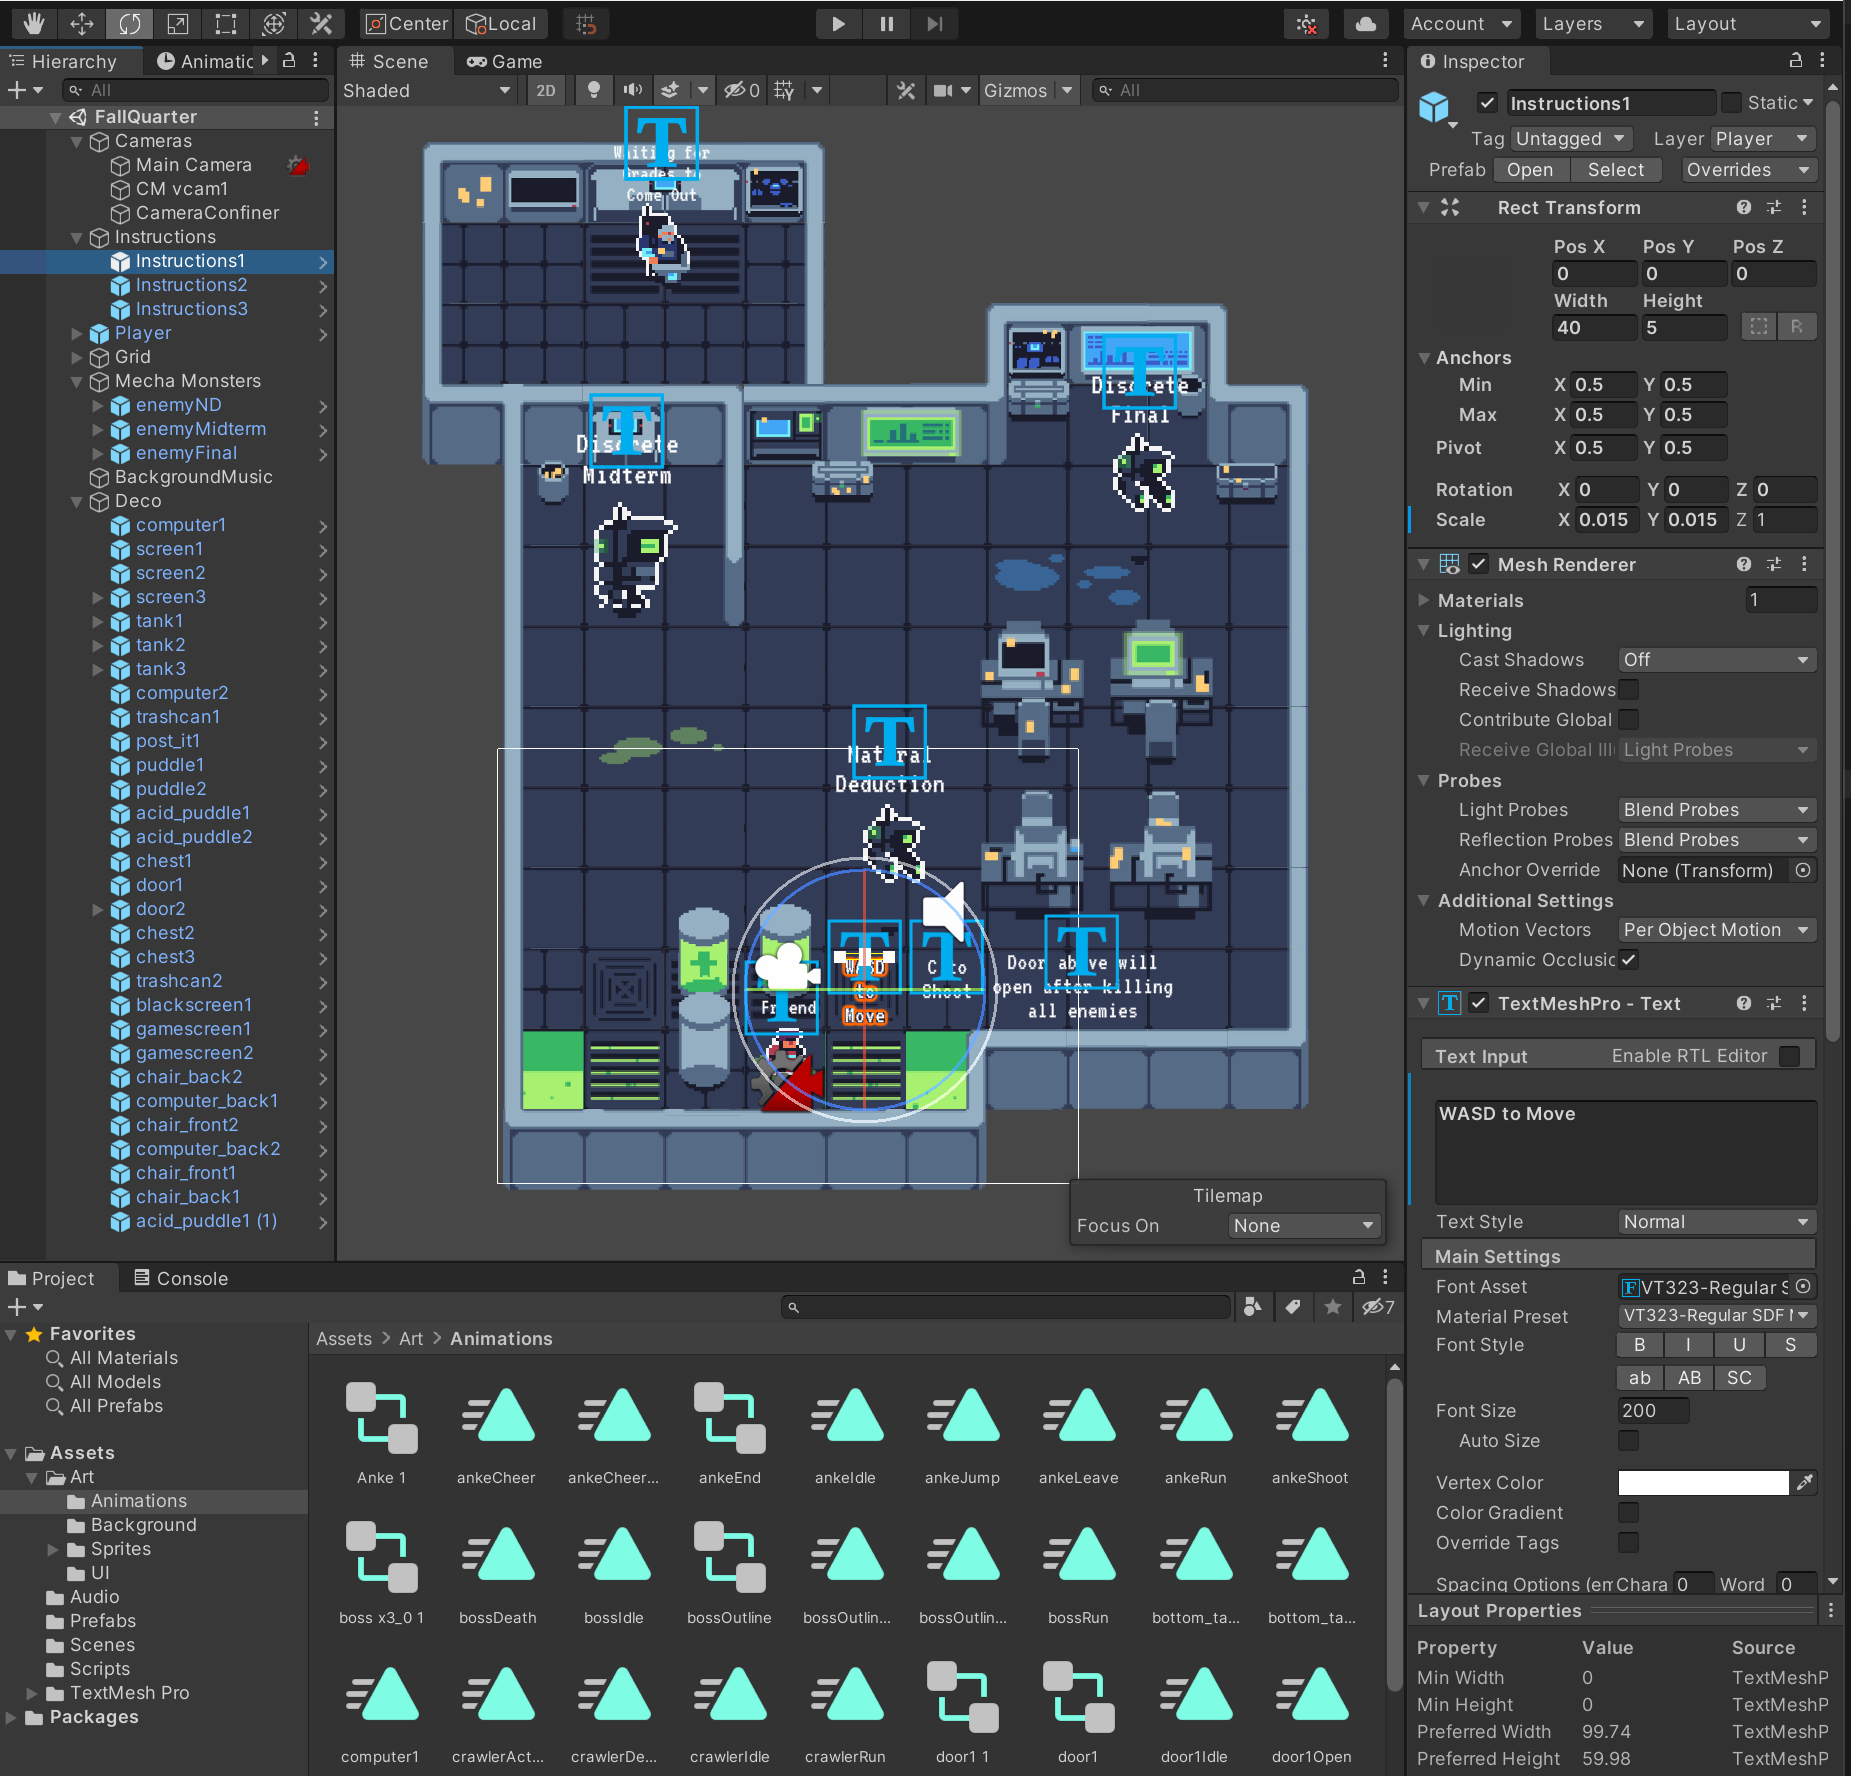 Center
Local
Account
Layers
Layout
Hierarchy
Animatic
All
FallQuarter
Cameras
Main Camera
CM vcam1
CameraConfiner
Instructions
Instructions1
Instructions2
Instructions3
Player
Grid
Mecha Monsters
enemyND
enemyMidterm
enemyFinal
BackgroundMusic
Deco
computer1
screen1
screen2
screen3
tank1
tank2
tank3
computer2
trashcan1
post_it1
puddle1
puddle2
acid_puddle1
acid_puddle2
chest1
door1
door2
chest2
chest3
trashcan2
blackscreen1
gamescreen1
gamescreen2
chair_back2
computer_back1
chair_front2
computer_back2
chair_front1
chair_back1
acid_puddle1 (1)
Scene
Game
Shaded
2D
0
Gizmos
All
Waiting for
Grades to
Come Out
Discrete
Midterm
Discrete
Final
Natural
Deduction
Friend
WASD
to
Move
C to
Shoot
Door above will
open after killing
all enemies
Tilemap
Focus On
None
Inspector
Instructions1
Static
Tag Untagged
Layer Player
Prefab Open Select Overrides
Rect Transform
Pos X Pos Y Pos Z
0 0 0
Width Height
40 5
R
Anchors
Min X 0.5 Y 0.5
Max X 0.5 Y 0.5
Pivot X 0.5 Y 0.5
Rotation X 0 Y 0 Z 0
Scale X 0.015 Y 0.015 Z 1
Mesh Renderer
Materials 1
Lighting
Cast Shadows Off
Receive Shadows
Contribute Global
Receive Global Ill Light Probes
Probes
Light Probes Blend Probes
Reflection Probes Blend Probes
Anchor Override None (Transform)
Additional Settings
Motion Vectors Per Object Motion
Dynamic Occlusic
TextMeshPro - Text
Text Input Enable RTL Editor
WASD to Move
Text Style Normal
Main Settings
Font Asset VT323-Regular S
Material Preset VT323-Regular SDF M
Font Style B I U S
ab AB SC
Font Size 200
Auto Size
Vertex Color
Color Gradient
Override Tags
Spacing Options (em Chara 0 Word 0
Layout Properties
Property Value Source
Min Width 0 TextMeshP
Min Height 0 TextMeshP
Preferred Width 99.74 TextMeshP
Preferred Height 59.98 TextMeshP
Project
Console
7
Favorites
All Materials
All Models
All Prefabs
Assets
Art
Animations
Background
Sprites
UI
Audio
Prefabs
Scenes
Scripts
TextMesh Pro
Packages
Assets > Art > Animations
Anke 1 ankeCheer ankeCheer... ankeEnd ankeIdle ankeJump ankeLeave ankeRun ankeShoot
boss x3_0 1 bossDeath bossIdle bossOutline bossOutlin... bossOutlin... bossRun bottom_ta... bottom_ta...
computer1 crawlerAct... crawlerDe... crawlerIdle crawlerRun door1 1 door1 door1Idle door1Open